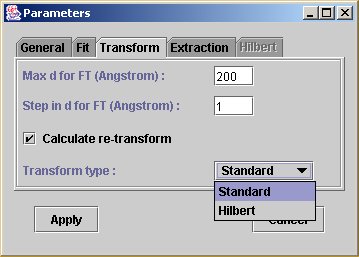 Parameters
General Fit Transform Extraction Hilbert
Max d for FT (Angstrom) : 200
Step in d for FT (Angstrom) : 1
Calculate re-transform
Transform type : Standard
Standard
Hilbert
Apply Cancel